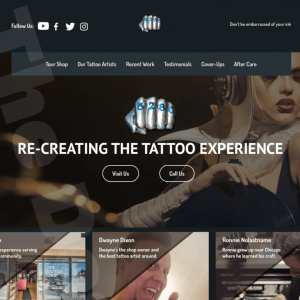 Follow Us:
Don't be embarrassed of your ink
Tour Shop
Our Tattoo Artists
Recent Work
Testimonials
Cover-Ups
After Care
RE-CREATING THE TATTOO EXPERIENCE
Visit Us
Call Us
experience serving
community.
Dwayne Dixon
Dwayne's the shop owner and
the best tattoo artist around.
Ronnie Nolastname
Ronnie grew up near Chicago
where he learned his craft.